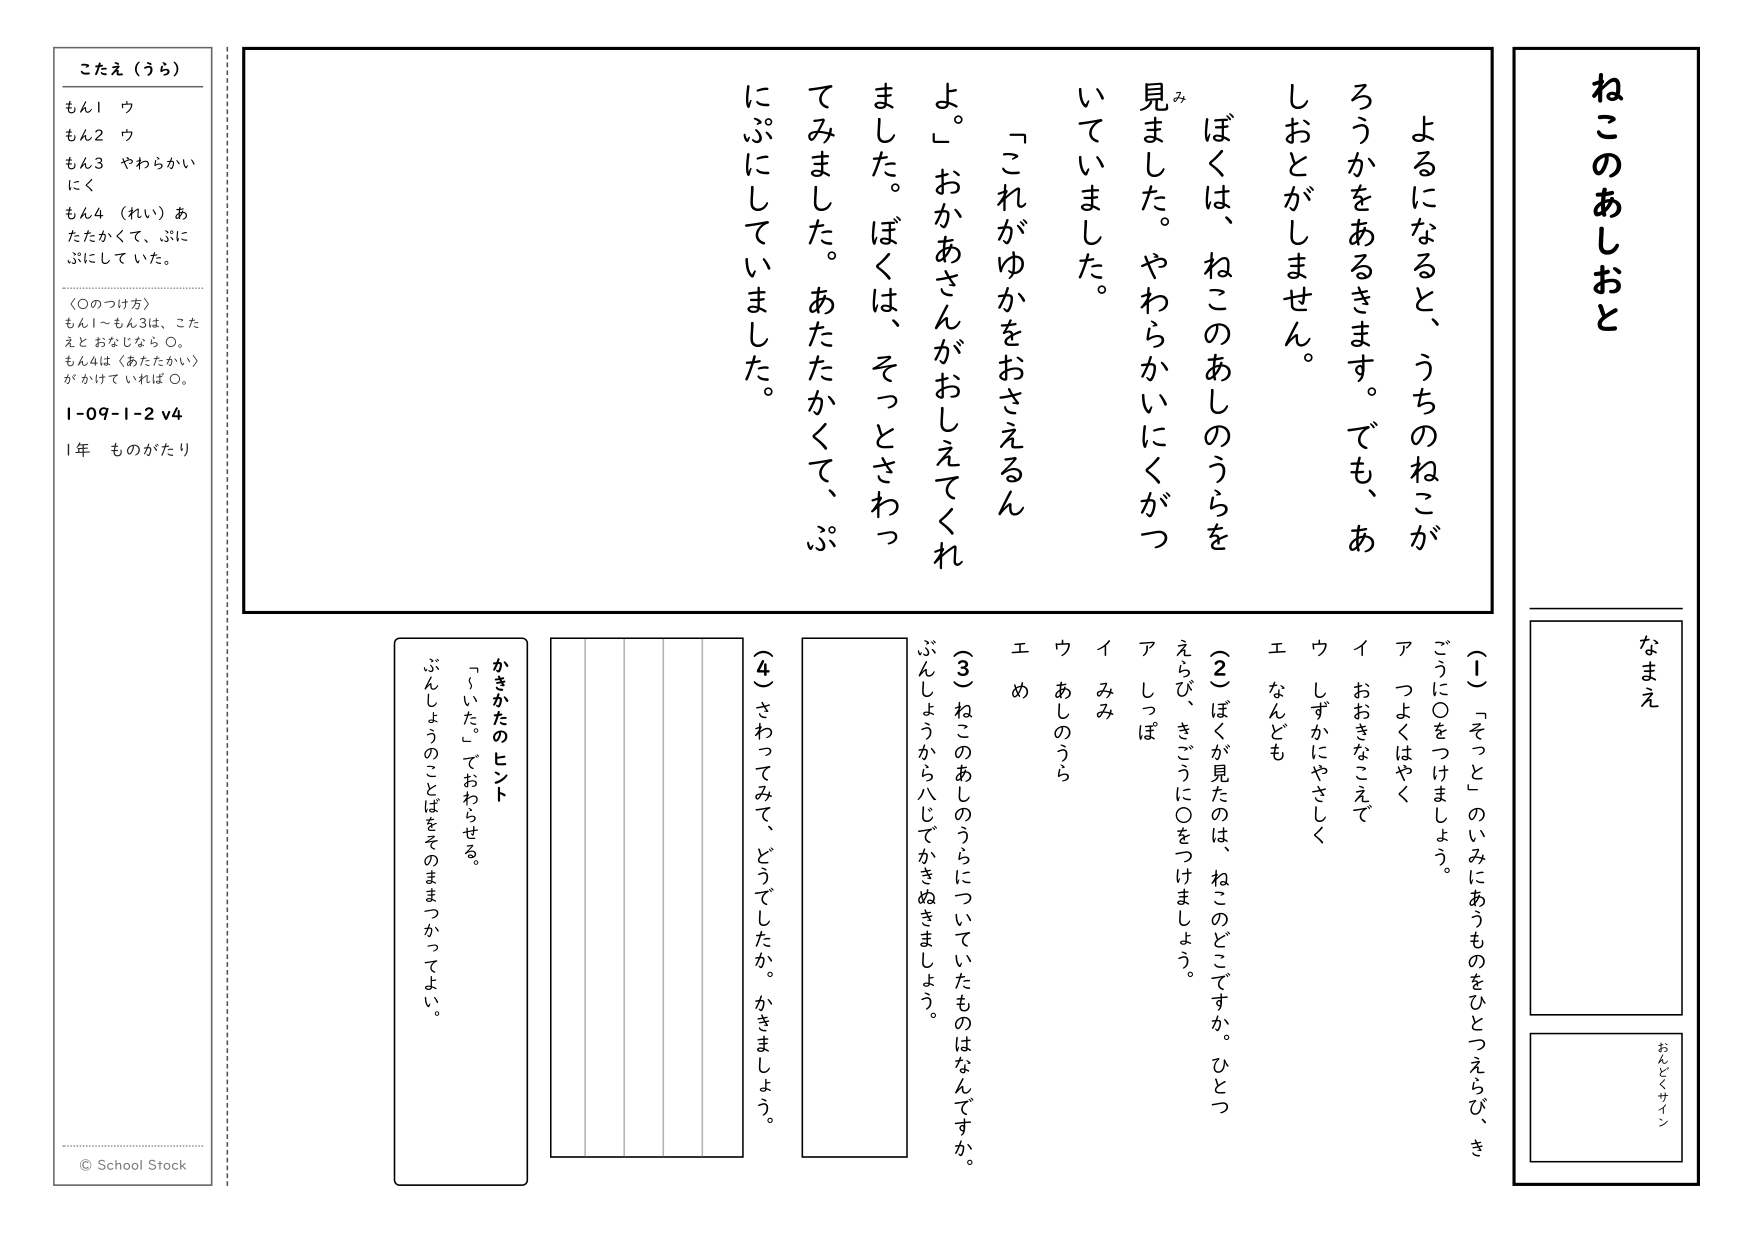 ねこのあしおと
なまえ
おんどくサイン
よるになると、うちのねこが
ろうかをあるきます。でも、あ
しおとがしません。
ぼくは、ねこのあしのうらを
見ました。やわらかいにくがつ
み
いていました。
「これがゆかをおさえるん
よ。」おかあさんがおしえてくれ
ました。ぼくは、そっとさわっ
てみました。あたたかくて、ぷ
にぷにしていました。
(1)「そっと」のいみにあうものをひとつえらび、き
ごうに〇をつけましょう。
ア つよくはやく
イ おおきなこえで
ウ しずかにやさしく
エ なんども
(2)ぼくが見たのは、ねこのどこですか。ひとつ
えらび、きごうに〇をつけましょう。
ア しっぽ
イ みみ
ウ あしのうら
エ め
(3)ねこのあしのうらについていたものはなんですか。
ぶんしょうから八じでかきぬきましょう。
(4)さわってみて、どうでしたか。かきましょう。
かきかたの ヒント
「〜いた。」でおわらせる。
ぶんしょうのことばをそのままつかってよい。
こたえ(うら)
もん1 ウ
もん2 ウ
もん3 やわらかい
にく
もん4 (れい)あ
たたかくて、ぷに
ぷにして いた。
〈〇のつけ方〉
もん1〜もん3は、こた
えと おなじなら 〇。
もん4は〈あたたかい〉
が かけて いれば 〇。
1-09-1-2 v4
1年 ものがたり
© School Stock